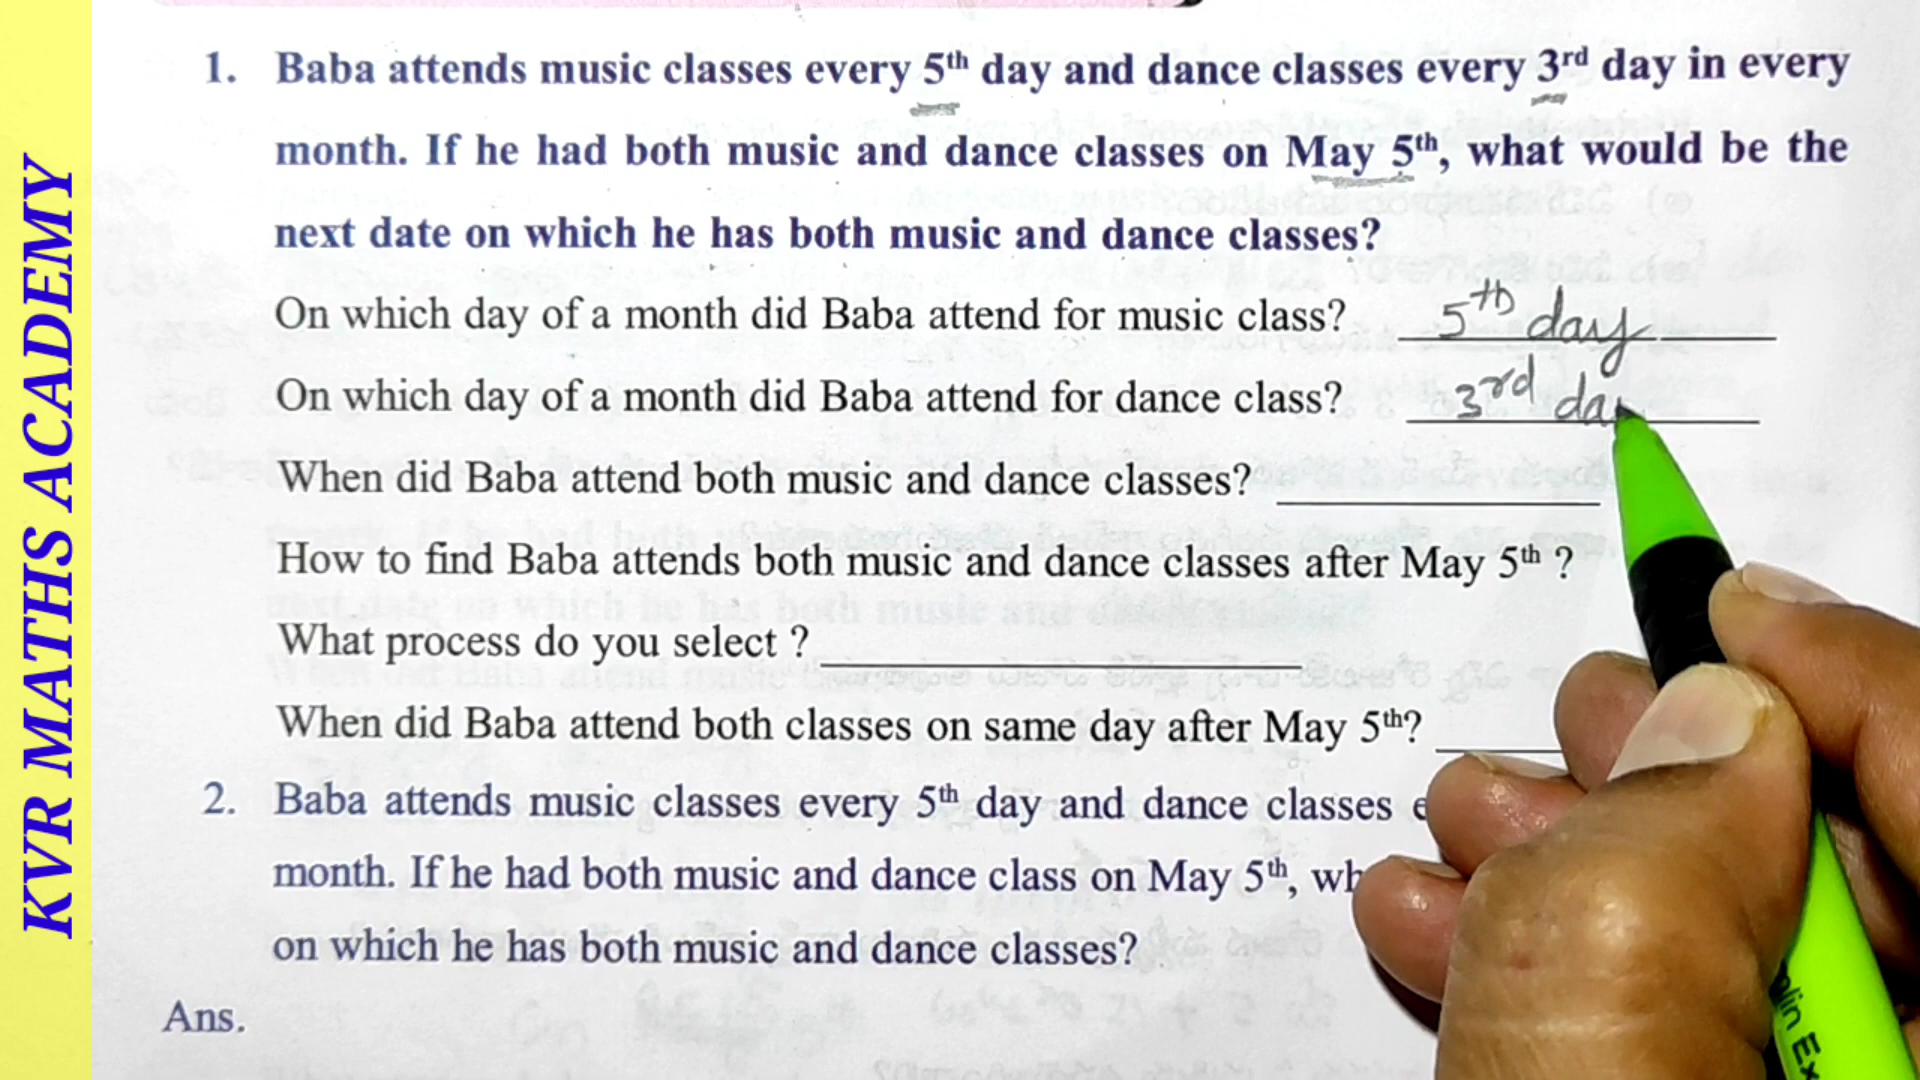 KVR MATHS ACADEMY
1. Baba attends music classes every 5th day and dance classes every 3rd day in every
month. If he had both music and dance classes on May 5th, what would be the
next date on which he has both music and dance classes?
On which day of a month did Baba attend for music class? 5th day
On which day of a month did Baba attend for dance class? 3rd day
When did Baba attend both music and dance classes?
How to find Baba attends both music and dance classes after May 5th ?
What process do you select ?
When did Baba attend both classes on same day after May 5th?
2. Baba attends music classes every 5th day and dance classes
month. If he had both music and dance class on May 5th,
on which he has both music and dance classes?
Ans.